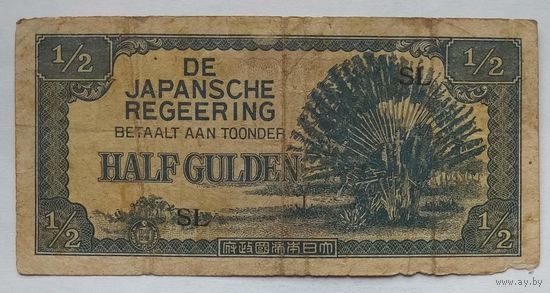 1/2
DE
JAPANSCHE
REGEERING
BETAALT AAN TOONDER
HALF GULDEN
SL
1/2
SL
1/2
大日本帝國政府
1/2
www.ay.by